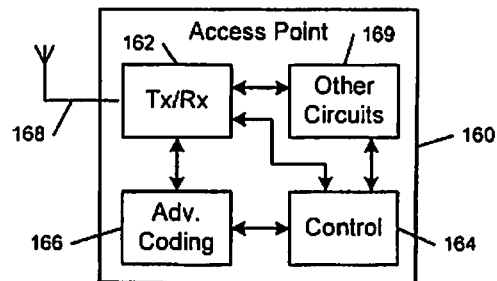 Access Point
162
169
Tx/Rx
Other
Circuits
168
160
Adv.
Coding
Control
166
164